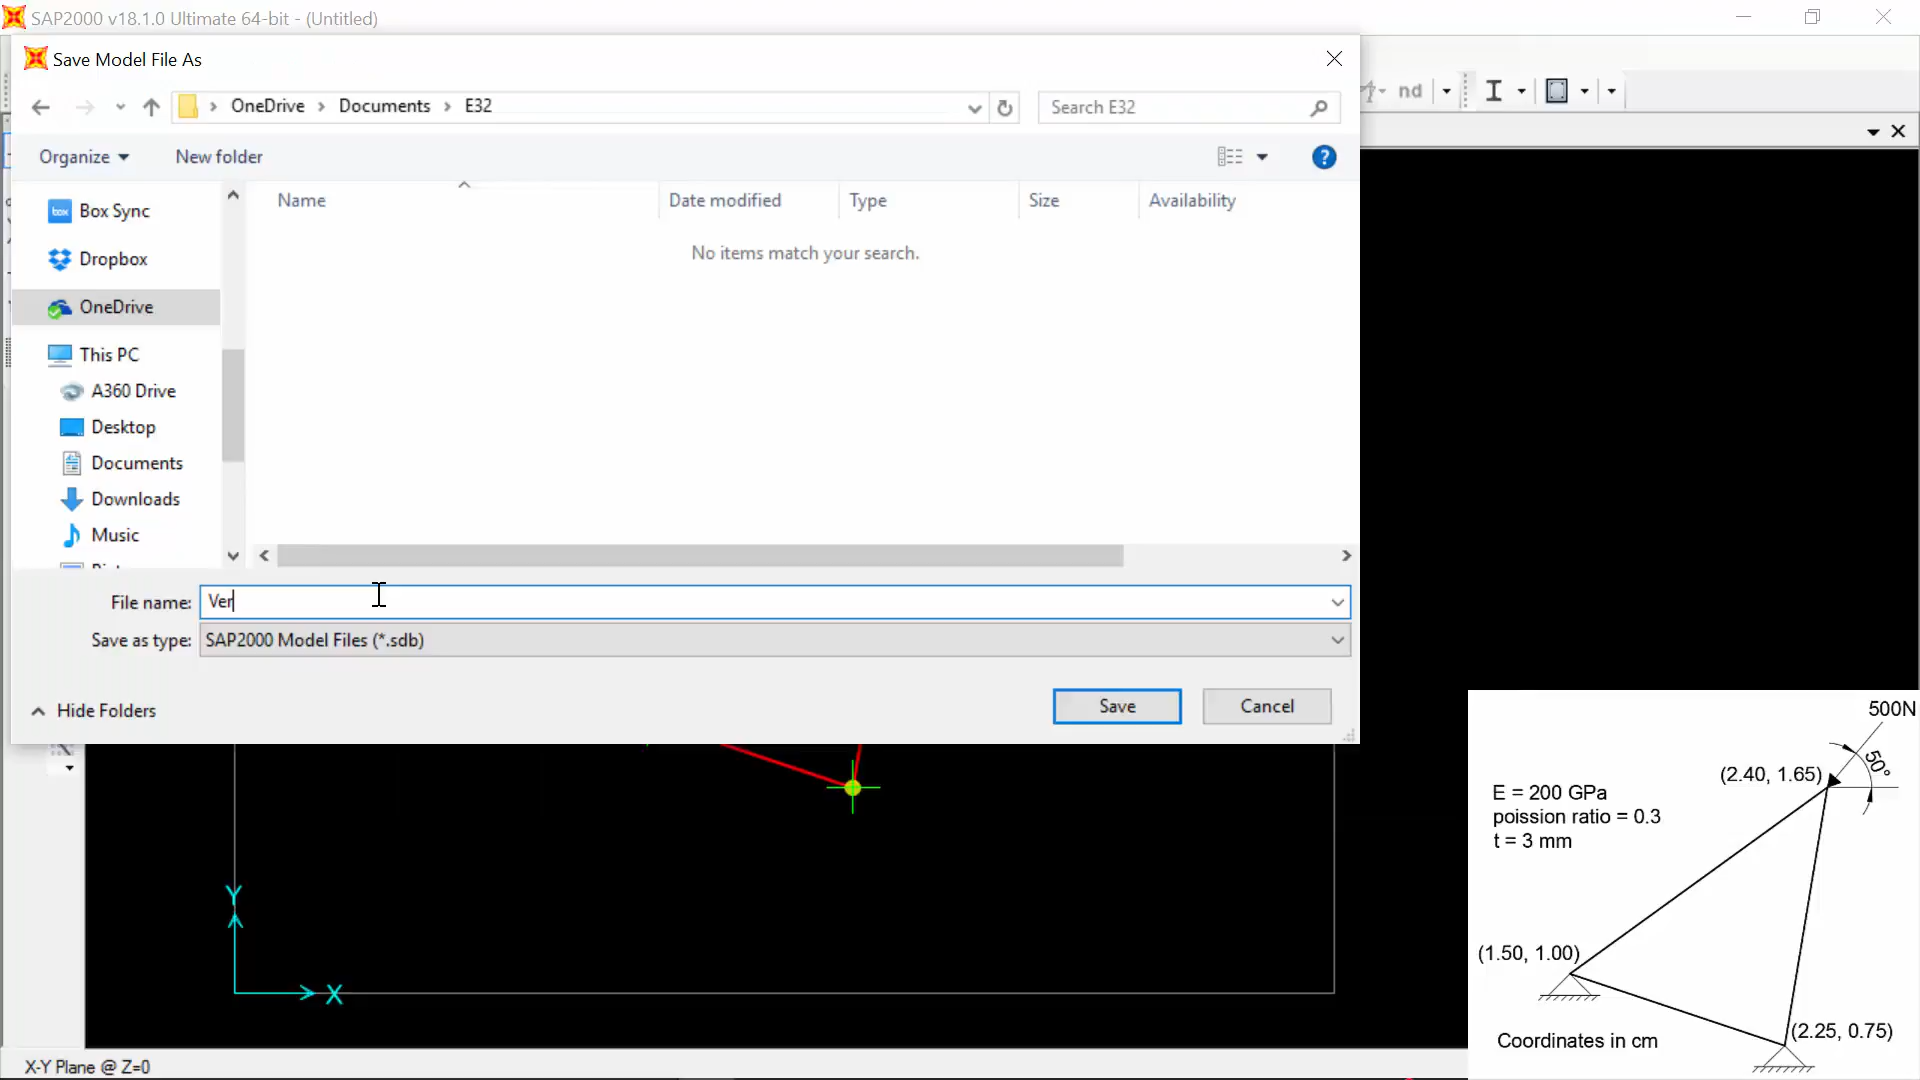 SAP2000 v18.1.0 Ultimate 64-bit - (Untitled)
Save Model File As
OneDrive > Documents > E32
Search E32
nd
Organize
New folder
Name
Date modified
Type
Size
Availability
No items match your search.
box
Box Sync
Dropbox
OneDrive
This PC
A360 Drive
Desktop
Documents
Downloads
Music
File name: Ver
Save as type: SAP2000 Model Files (*.sdb)
Hide Folders
Save
Cancel
500N
50°
(2.40, 1.65)
E = 200 GPa
poission ratio = 0.3
t = 3 mm
(1.50, 1.00)
(2.25, 0.75)
Coordinates in cm
Y
X
X-Y Plane @ Z=0